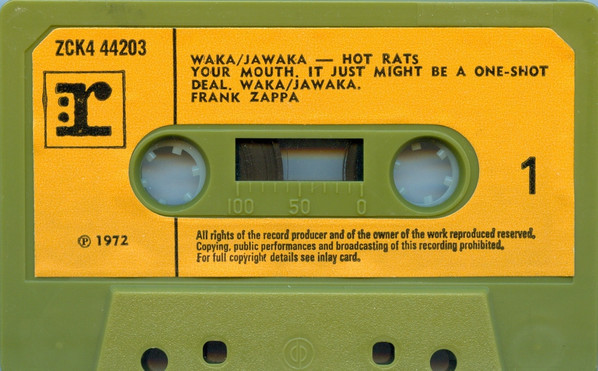 ZCK4 44203
WAKA/JAWAKA — HOT RATS
YOUR MOUTH. IT JUST MIGHT BE A ONE-SHOT
DEAL. WAKA/JAWAKA.
FRANK ZAPPA
r
1
100 50 0
℗ 1972
All rights of the record producer and of the owner of the work reproduced reserved.
Copying, public performances and broadcasting of this recording prohibited.
For full copyright details see inlay card.